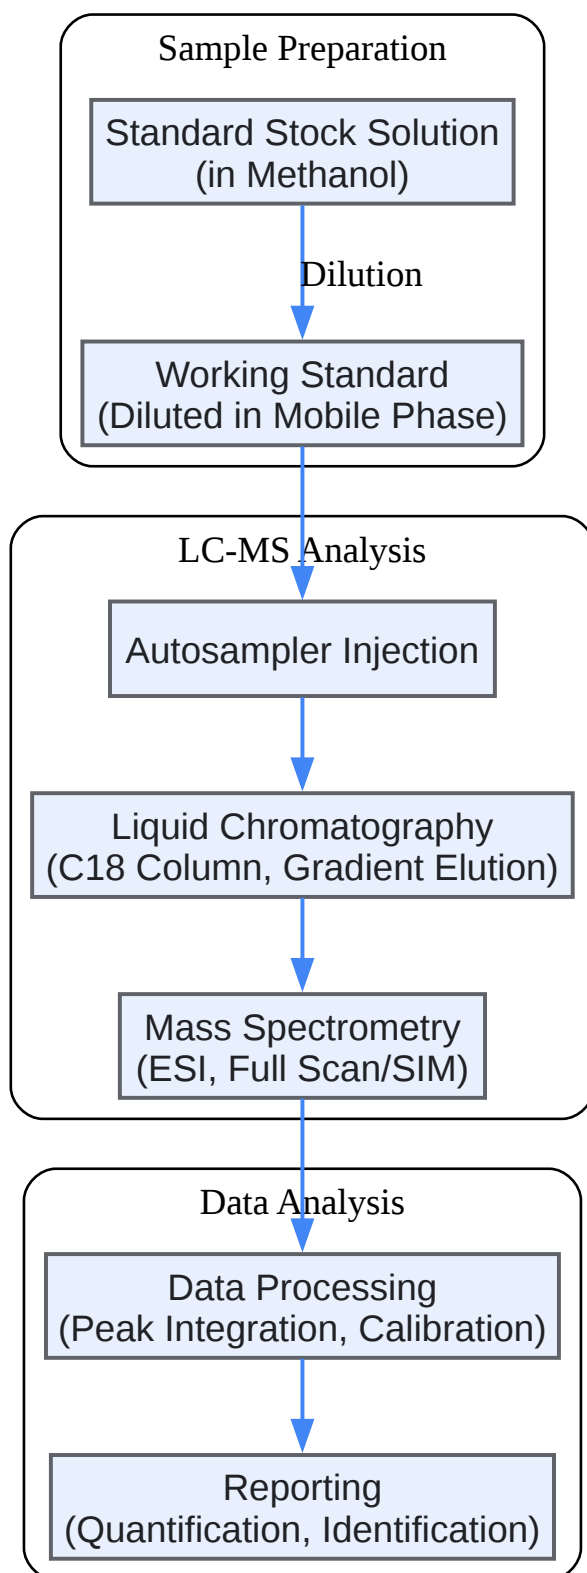 Sample Preparation
Standard Stock Solution
(in Methanol)
Dilution
Working Standard
(Diluted in Mobile Phase)
LC-MS Analysis
Autosampler Injection
Liquid Chromatography
(C18 Column, Gradient Elution)
Mass Spectrometry
(ESI, Full Scan/SIM)
Data Analysis
Data Processing
(Peak Integration, Calibration)
Reporting
(Quantification, Identification)